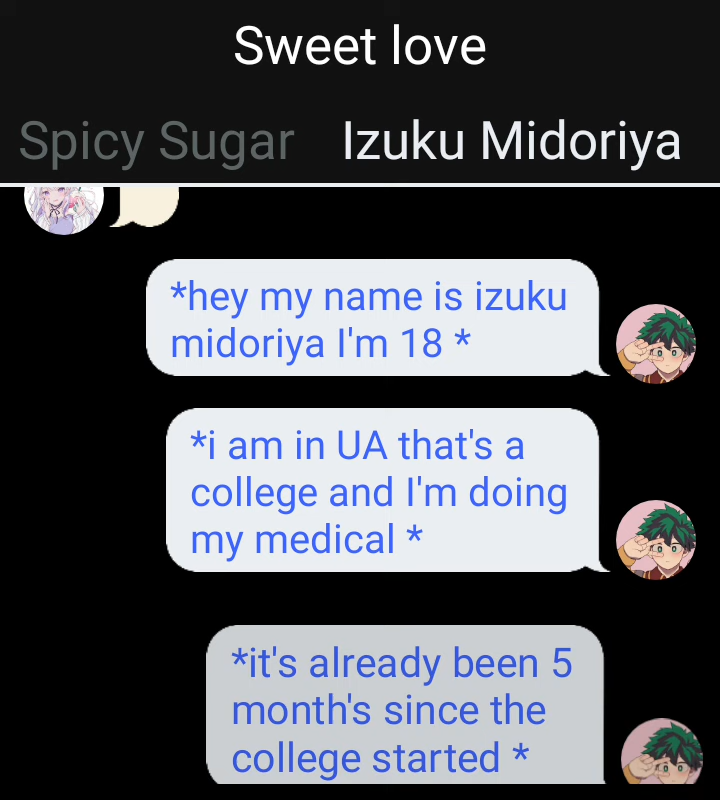 Sweet love
Spicy Sugar Izuku Midoriya
*hey my name is izuku
midoriya I'm 18 *
*i am in UA that's a
college and I'm doing
my medical *
*it's already been 5
month's since the
college started *